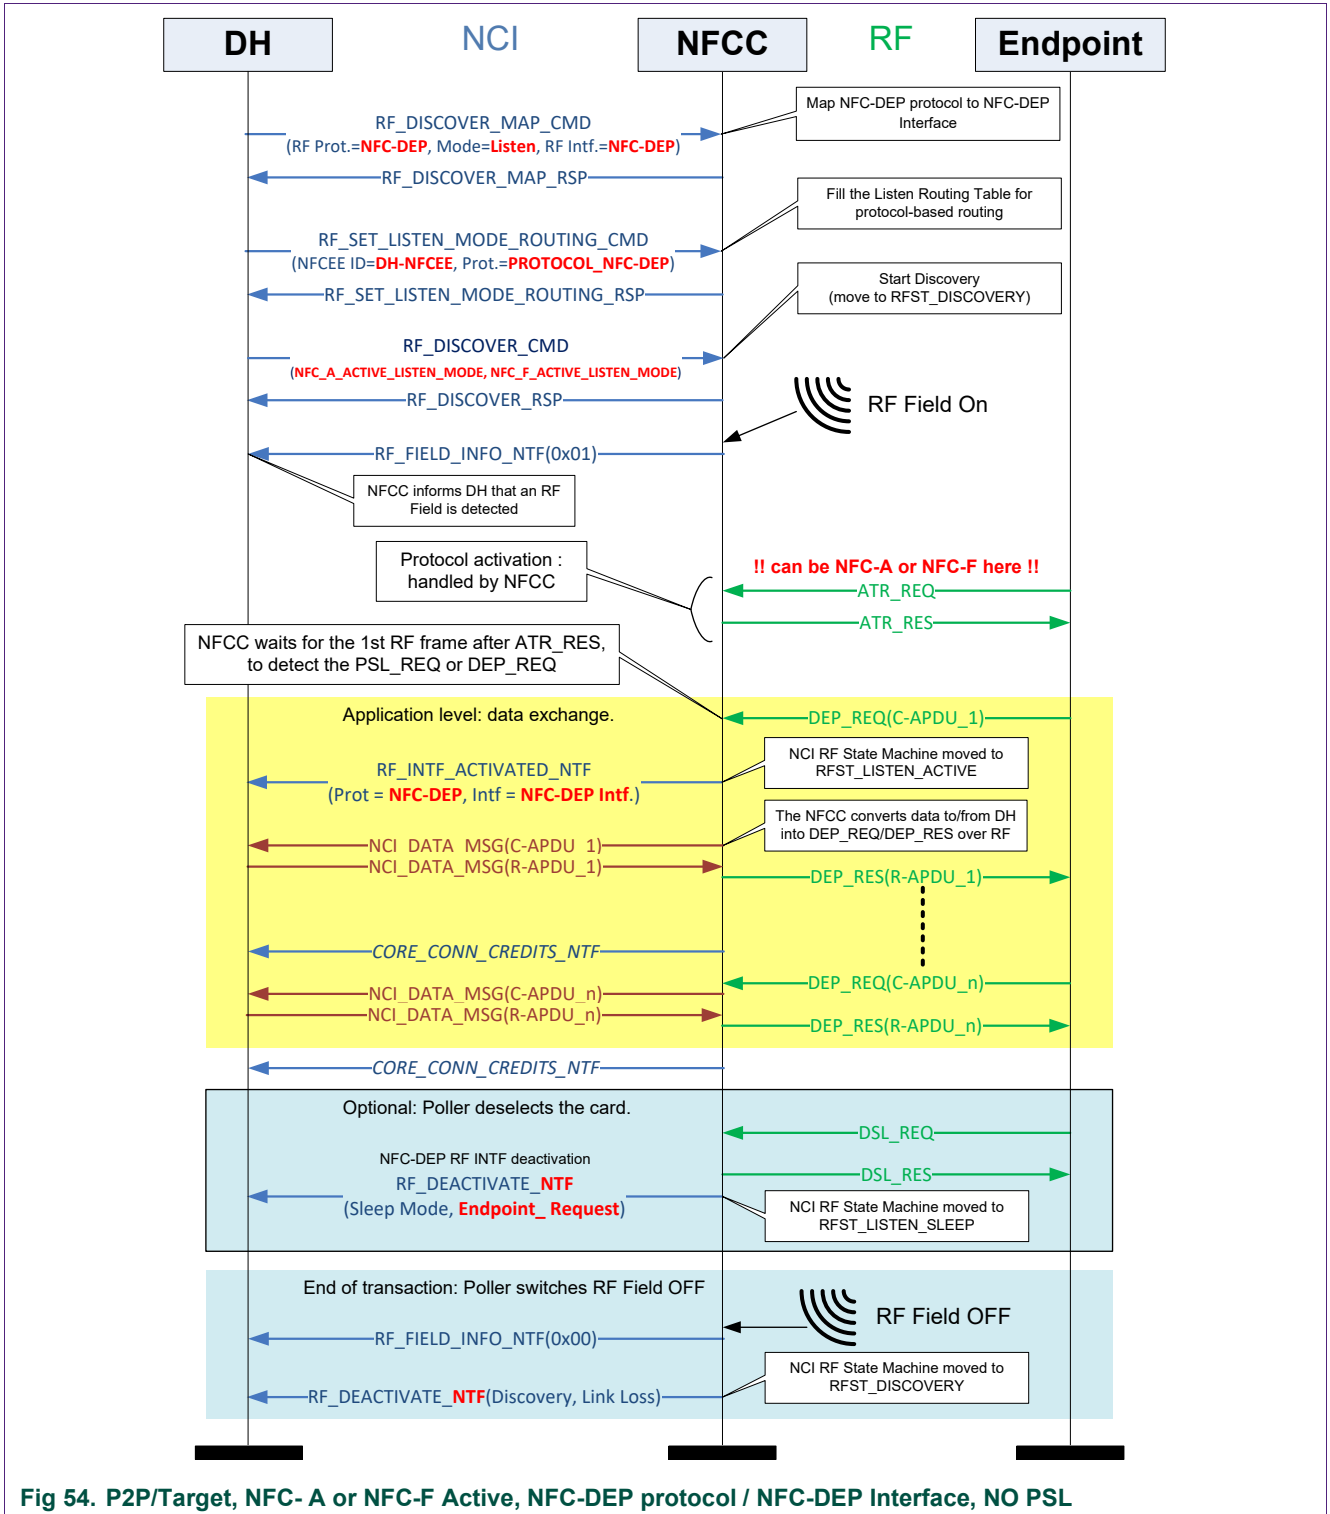 DH
NCI
NFCC
RF
Endpoint
Map NFC-DEP protocol to NFC-DEP
Interface
RF_DISCOVER_MAP_CMD
(RF Prot.=NFC-DEP, Mode=Listen, RF Intf.=NFC-DEP)
RF_DISCOVER_MAP_RSP
Fill the Listen Routing Table for
protocol-based routing
RF_SET_LISTEN_MODE_ROUTING_CMD
(NFCEE ID=DH-NFCEE, Prot.=PROTOCOL_NFC-DEP)
RF_SET_LISTEN_MODE_ROUTING_RSP
Start Discovery
(move to RFST_DISCOVERY)
RF_DISCOVER_CMD
(NFC_A_ACTIVE_LISTEN_MODE, NFC_F_ACTIVE_LISTEN_MODE)
RF_DISCOVER_RSP
RF Field On
RF_FIELD_INFO_NTF(0x01)
NFCC informs DH that an RF
Field is detected
Protocol activation :
handled by NFCC
!! can be NFC-A or NFC-F here !!
ATR_REQ
ATR_RES
NFCC waits for the 1st RF frame after ATR_RES,
to detect the PSL_REQ or DEP_REQ
Application level: data exchange.
DEP_REQ(C-APDU_1)
NCI RF State Machine moved to
RFST_LISTEN_ACTIVE
RF_INTF_ACTIVATED_NTF
(Prot = NFC-DEP, Intf = NFC-DEP Intf.)
The NFCC converts data to/from DH
into DEP_REQ/DEP_RES over RF
NCI_DATA_MSG(C-APDU_1)
NCI_DATA_MSG(R-APDU_1)
DEP_RES(R-APDU_1)
CORE_CONN_CREDITS_NTF
DEP_REQ(C-APDU_n)
NCI_DATA_MSG(C-APDU_n)
NCI_DATA_MSG(R-APDU_n)
DEP_RES(R-APDU_n)
CORE_CONN_CREDITS_NTF
Optional: Poller deselects the card.
DSL_REQ
NFC-DEP RF INTF deactivation
DSL_RES
RF_DEACTIVATE_NTF
(Sleep Mode, Endpoint_ Request)
NCI RF State Machine moved to
RFST_LISTEN_SLEEP
End of transaction: Poller switches RF Field OFF
RF Field OFF
RF_FIELD_INFO_NTF(0x00)
NCI RF State Machine moved to
RFST_DISCOVERY
RF_DEACTIVATE_NTF(Discovery, Link Loss)
Fig 54. P2P/Target, NFC- A or NFC-F Active, NFC-DEP protocol / NFC-DEP Interface, NO PSL